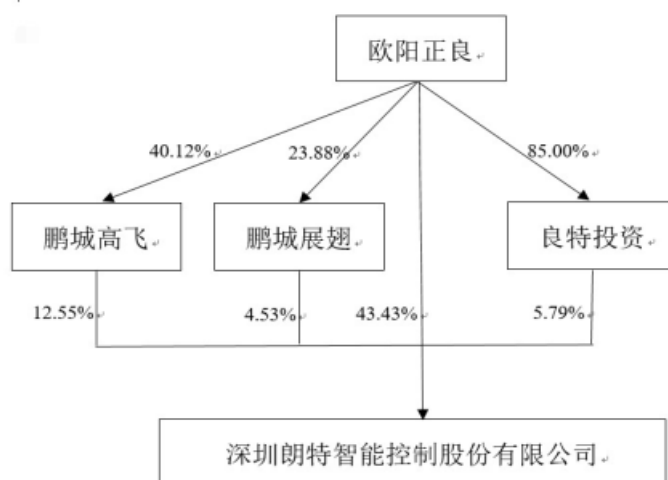 欧阳正良
40.12% 23.88% 85.00%
鹏城高飞 鹏城展翅 良特投资
12.55% 4.53% 43.43% 5.79%
深圳朗特智能控制股份有限公司